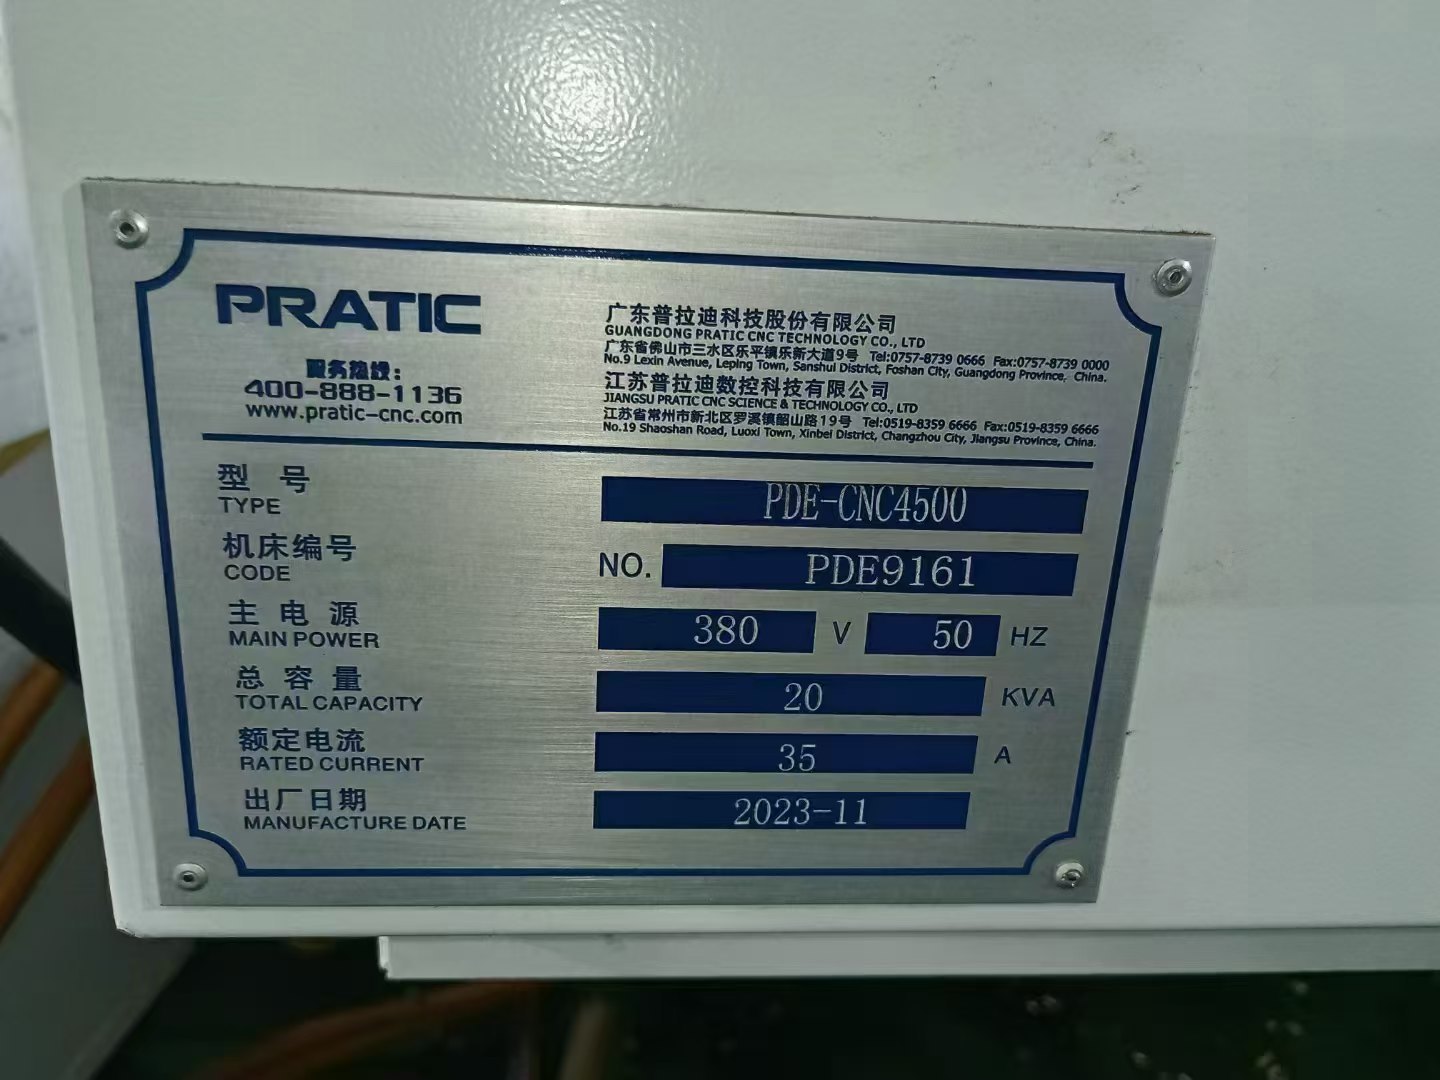 PRATIC
服务热线:
400-888-1136
www.pratic-cnc.com
广东普拉迪科技股份有限公司
GUANGDONG PRATIC CNC TECHNOLOGY CO., LTD
广东省佛山市三水区乐平镇乐新大道9号 Tel:0757-8739 0666 Fax:0757-8739 0000
No.9 Lexin Avenue, Leping Town, Sanshui District, Foshan City, Guangdong Province, China.
江苏普拉迪数控科技有限公司
JIANGSU PRATIC CNC SCIENCE & TECHNOLOGY CO., LTD
江苏省常州市新北区罗溪镇韶山路19号 Tel:0519-8359 6666 Fax:0519-8359 6666
No.19 Shaoshan Road, Luoxi Town, Xinbei District, Changzhou City, Jiangsu Province, China.
型号 PDE-CNC4500
TYPE
机床编号 NO. PDE9161
CODE
主电源 380 V 50 HZ
MAIN POWER
总容量 20 KVA
TOTAL CAPACITY
额定电流 35 A
RATED CURRENT
出厂日期 2023-11
MANUFACTURE DATE